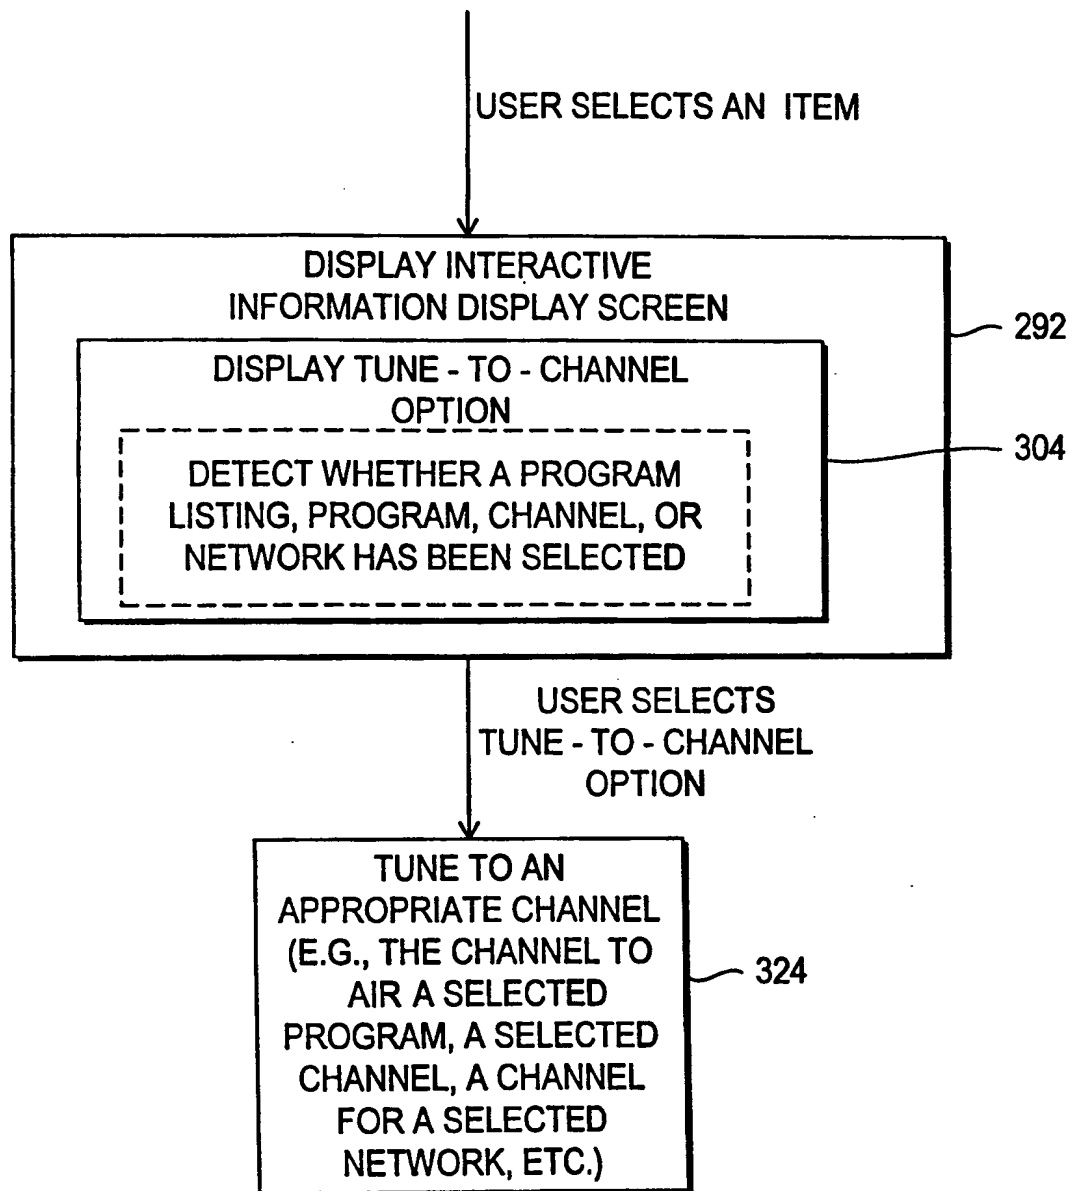 USER SELECTS AN ITEM
DISPLAY INTERACTIVE
INFORMATION DISPLAY SCREEN
292
DISPLAY TUNE - TO - CHANNEL
OPTION
304
DETECT WHETHER A PROGRAM
LISTING, PROGRAM, CHANNEL, OR
NETWORK HAS BEEN SELECTED
USER SELECTS
TUNE - TO - CHANNEL
OPTION
TUNE TO AN
APPROPRIATE CHANNEL
(E.G., THE CHANNEL TO
AIR A SELECTED
PROGRAM, A SELECTED
CHANNEL, A CHANNEL
FOR A SELECTED
NETWORK, ETC.)
324